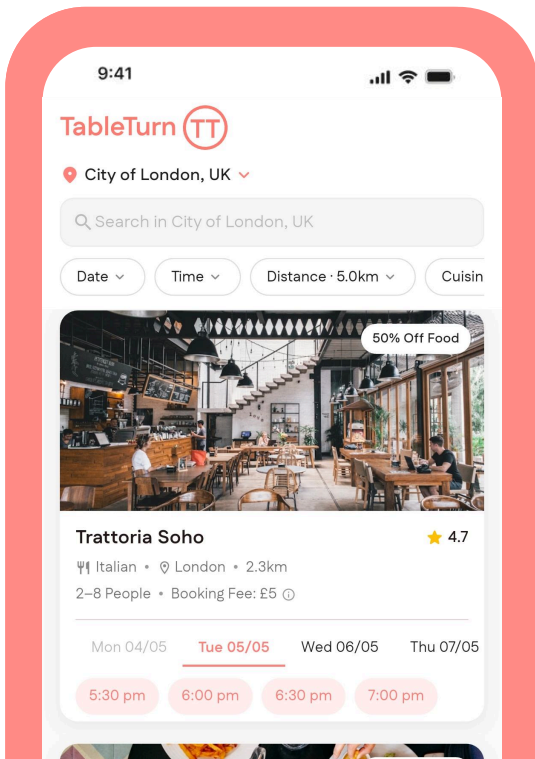 9:41
TableTurn TT
City of London, UK
Search in City of London, UK
Date Time Distance · 5.0km Cuisin
50% Off Food
Trattoria Soho 4.7
Italian • London • 2.3km
2–8 People • Booking Fee: £5
Mon 04/05 Tue 05/05 Wed 06/05 Thu 07/05
5:30 pm 6:00 pm 6:30 pm 7:00 pm